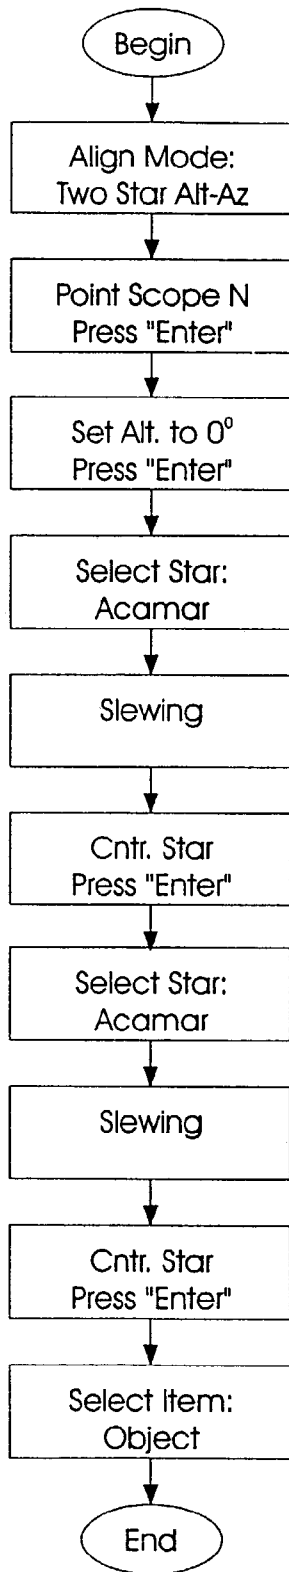 Begin
Align Mode:
Two Star Alt-Az
Point Scope N
Press "Enter"
Set Alt. to 0°
Press "Enter"
Select Star:
Acamar
Slewing
Cntr. Star
Press "Enter"
Select Star:
Acamar
Slewing
Cntr. Star
Press "Enter"
Select Item:
Object
End